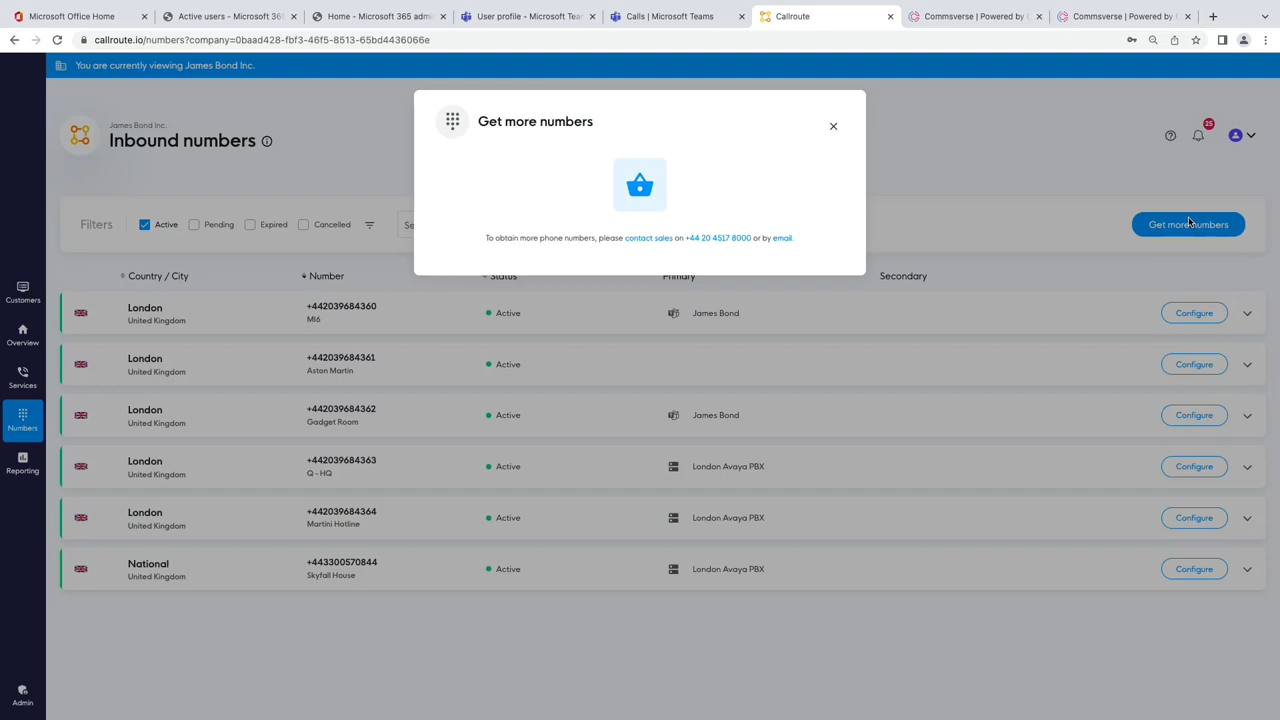 Microsoft Office Home
Active users - Microsoft 36
Home - Microsoft 365 admi
User profile - Microsoft Tea
Calls | Microsoft Teams
Callroute
Commsverse | Powered by
Commsverse | Powered by
callroute.io/numbers?company=0baad428-fbf3-46f5-8513-65bd4436066e
You are currently viewing James Bond Inc.
James Bond Inc.
Inbound numbers
25
Get more numbers
To obtain more phone numbers, please contact sales on +44 20 4517 8000 or by email.
Filters
Active
Pending
Expired
Cancelled
Se
Get more numbers
Country / City
Number
Status
Primary
Secondary
London
United Kingdom
+442039684360
MI6
Active
James Bond
Configure
London
United Kingdom
+442039684361
Aston Martin
Active
Configure
London
United Kingdom
+442039684362
Gadget Room
Active
James Bond
Configure
London
United Kingdom
+442039684363
Q - HQ
Active
London Avaya PBX
Configure
London
United Kingdom
+442039684364
Martini Hotline
Active
London Avaya PBX
Configure
National
United Kingdom
+443300570844
Skyfall House
Active
London Avaya PBX
Configure
Customers
Overview
Services
Numbers
Reporting
Admin